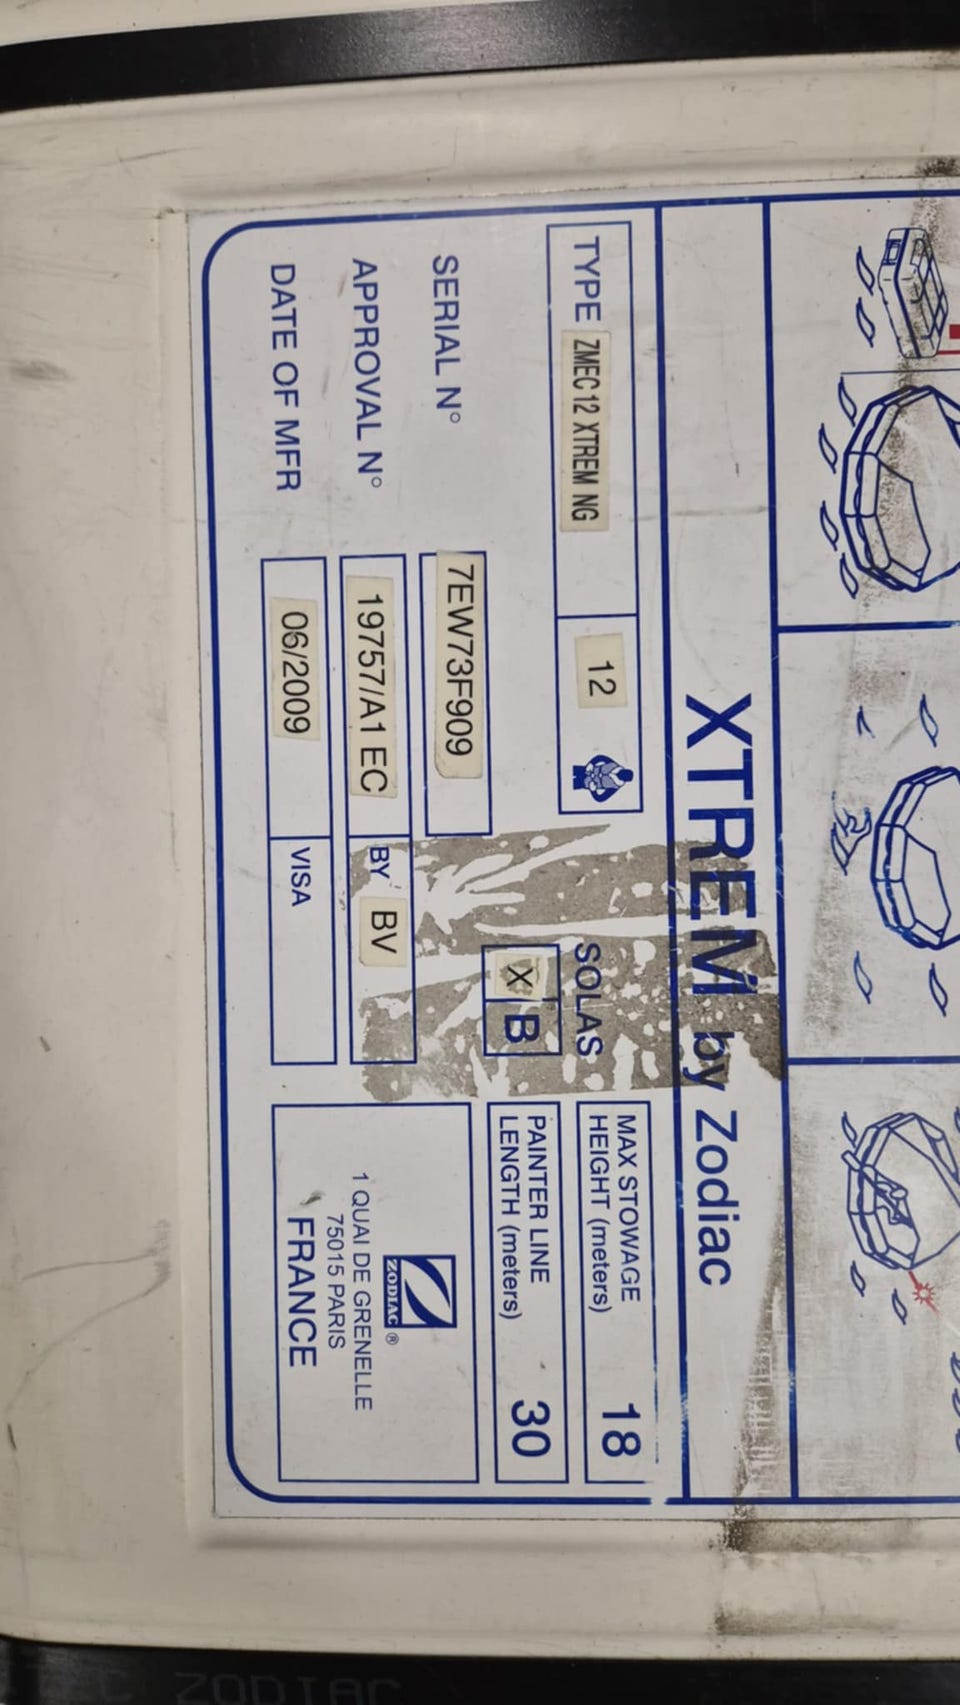 XTREM by Zodiac
TYPE ZMEC12 XTREM NG 12
SOLAS
X B
MAX STOWAGE
HEIGHT (meters) 18
PAINTER LINE
LENGTH (meters) 30
SERIAL N° 7EW73F909
APPROVAL N° 19757/A1 EC BY BV
DATE OF MFR 06/2009 VISA
ZODIAC ®
1 QUAI DE GRENELLE
75015 PARIS
FRANCE
ZODIAC